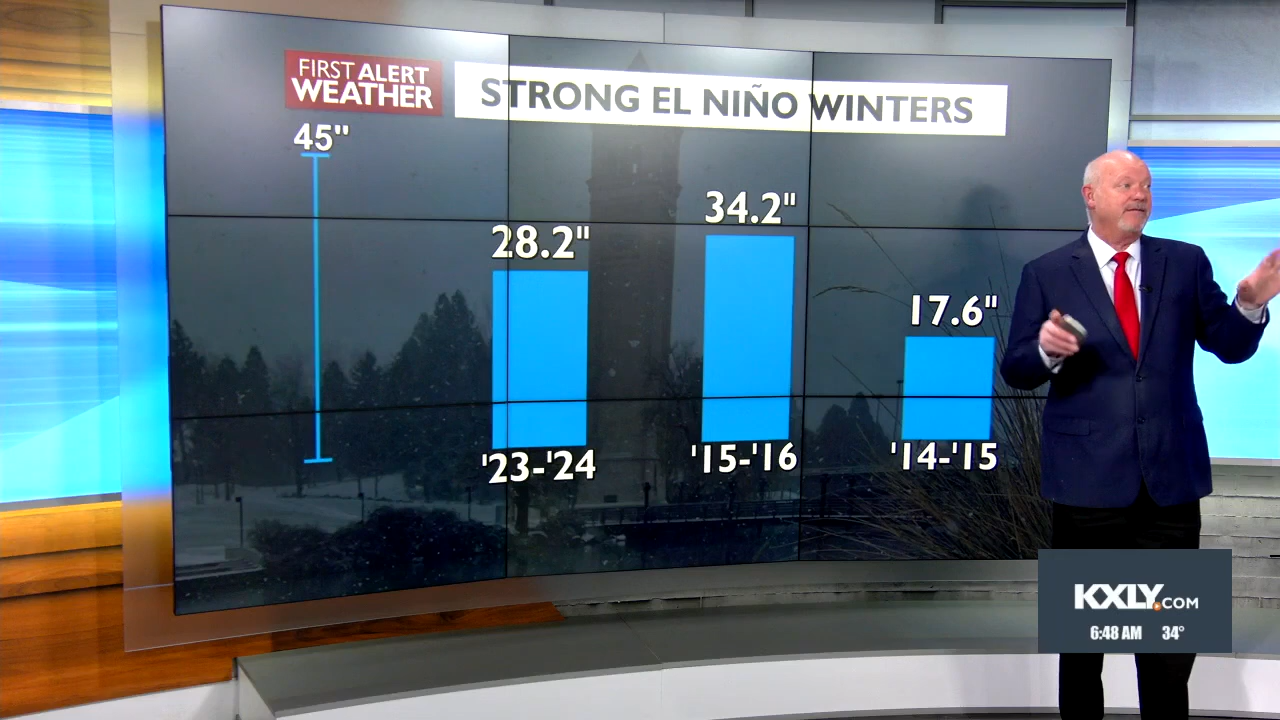 FIRST ALERT
WEATHER
STRONG EL NIÑO WINTERS
45"
28.2"
34.2"
17.6"
'23-'24
'15-'16
'14-'15
KXLY.COM
6:48 AM 34°